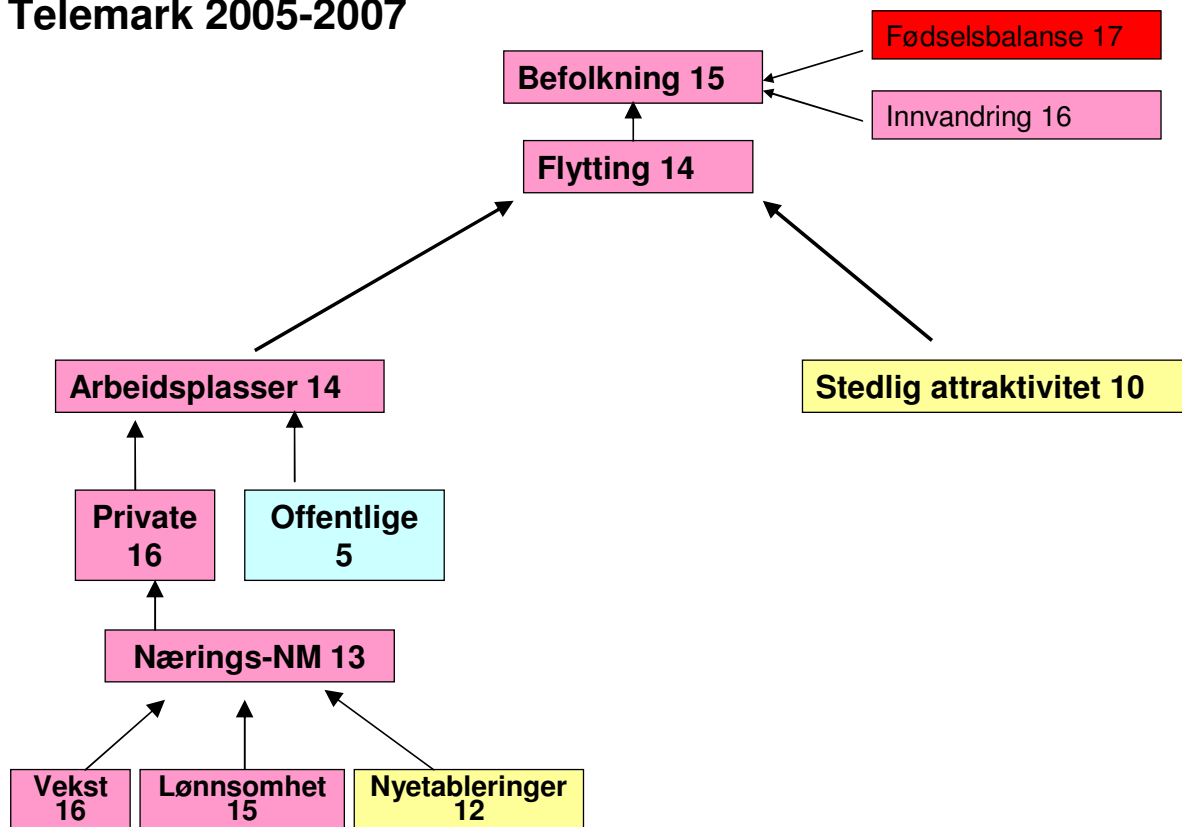 Telemark 2005-2007
Fødselsbalanse 17
Befolkning 15
Innvandring 16
Flytting 14
Arbeidsplasser 14
Stedlig attraktivitet 10
Private
16
Offentlige
5
Nærings-NM 13
Vekst
16
Lønnsomhet
15
Nyetableringer
12